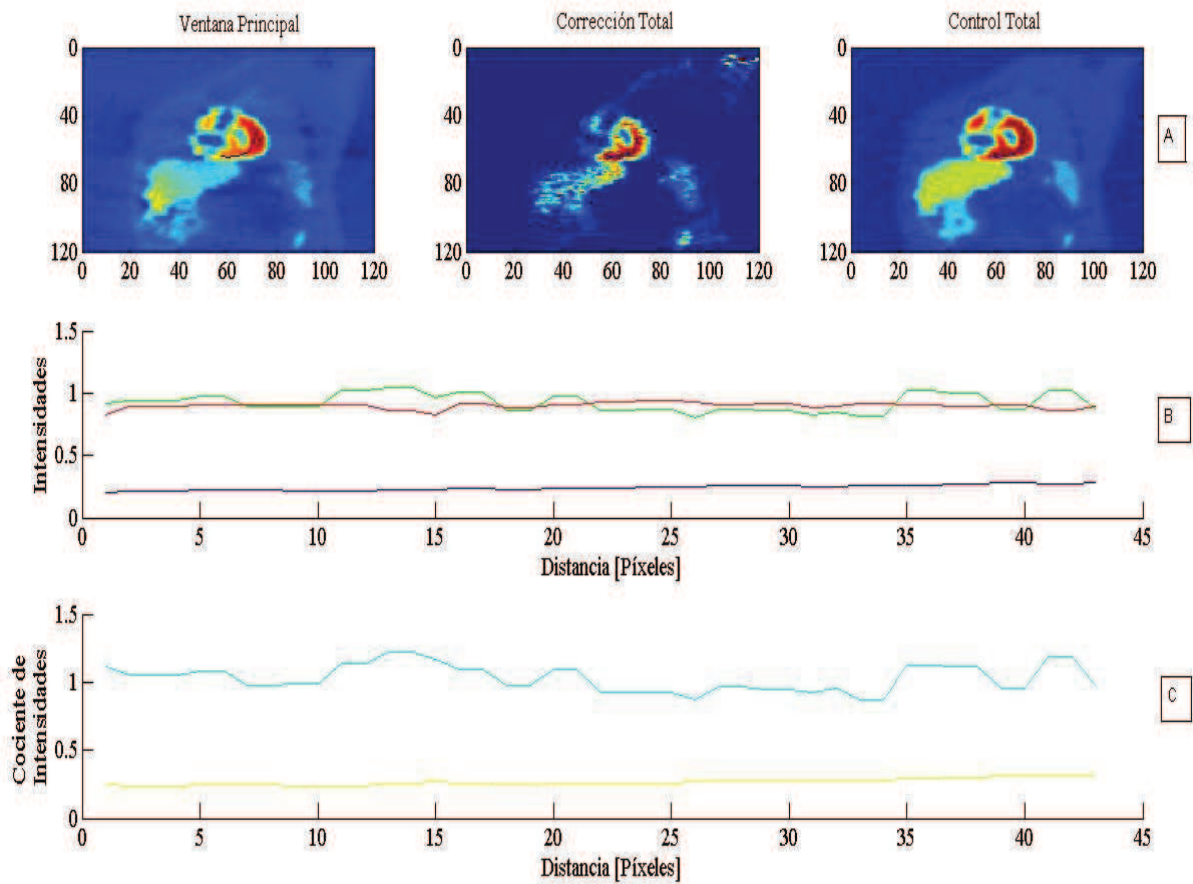 Ventana Principal
Corrección Total
Control Total
0
40
80
120
0 20 40 60 80 100 120
0
40
80
120
0 20 40 60 80 100 120
0
40
80
120
0 20 40 60 80 100 120
A
Intensidades
1.5
1
0.5
0
0 5 10 15 20 25 30 35 40 45
Distancia [Píxeles]
B
Cociente de
Intensidades
1.5
1
0.5
0
0 5 10 15 20 25 30 35 40 45
Distancia [Píxeles]
C